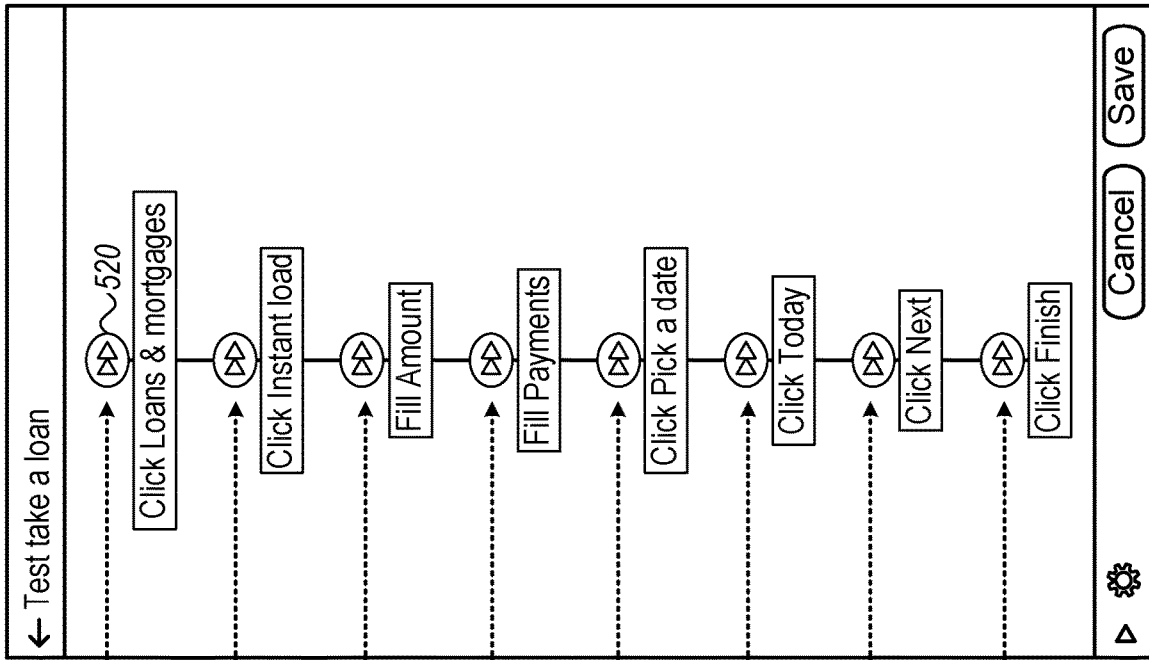 ← Test take a loan
520
Click Loans & mortgages
Click Instant load
Fill Amount
Fill Payments
Click Pick a date
Click Today
Click Next
Click Finish
Cancel
Save